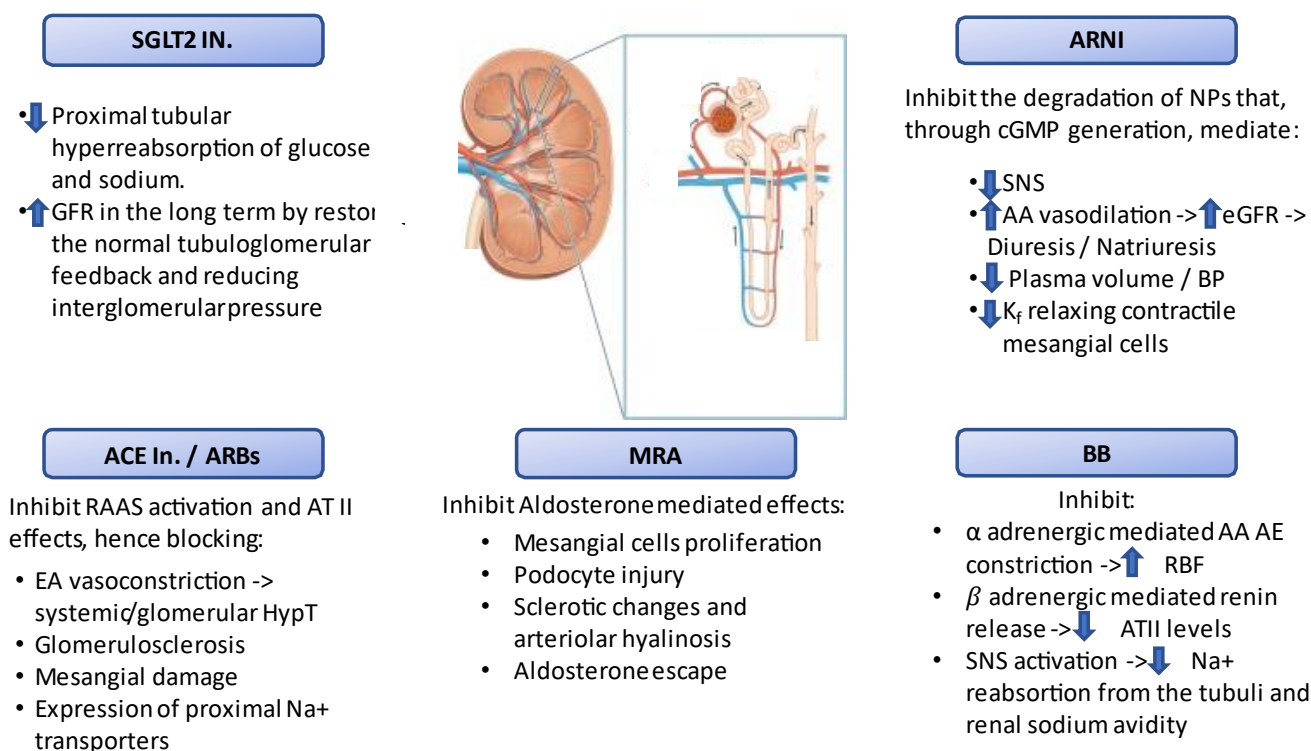 SGLT2 IN.
•⬇ Proximal tubular
hyperreabsorption of glucose
and sodium.
•⬆ GFR in the long term by restor
the normal tubuloglomerular
feedback and reducing
interglomerular pressure
ARNI
Inhibit the degradation of NPs that,
through cGMP generation, mediate:
•⬇SNS
•⬆AA vasodilation ->⬆eGFR ->
Diuresis / Natriuresis
•⬇ Plasma volume / BP
•⬇Kf relaxing contractile
mesangial cells
ACE In. / ARBs
Inhibit RAAS activation and AT II
effects, hence blocking:
• EA vasoconstriction ->
systemic/glomerular HypT
• Glomerulosclerosis
• Mesangial damage
• Expression of proximal Na+
transporters
MRA
Inhibit Aldosterone mediated effects:
• Mesangial cells proliferation
• Podocyte injury
• Sclerotic changes and
arteriolar hyalinosis
• Aldosterone escape
BB
Inhibit:
• α adrenergic mediated AA AE
constriction ->⬆ RBF
• β adrenergic mediated renin
release ->⬇ ATII levels
• SNS activation ->⬇ Na+
reabsortion from the tubuli and
renal sodium avidity